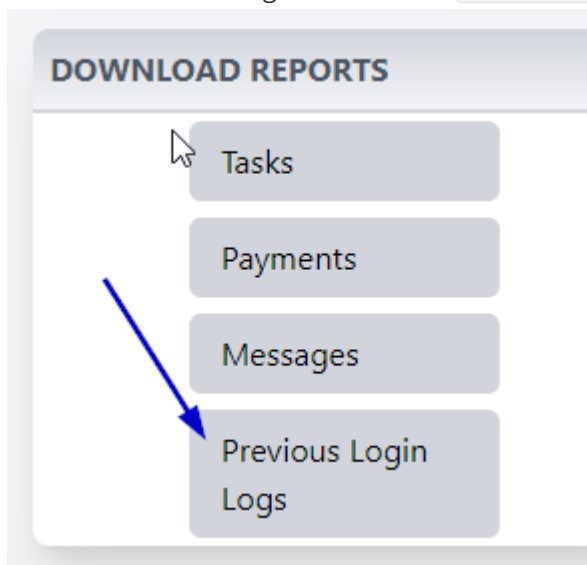 DOWNLOAD REPORTS
Tasks
Payments
Messages
Previous Login
Logs